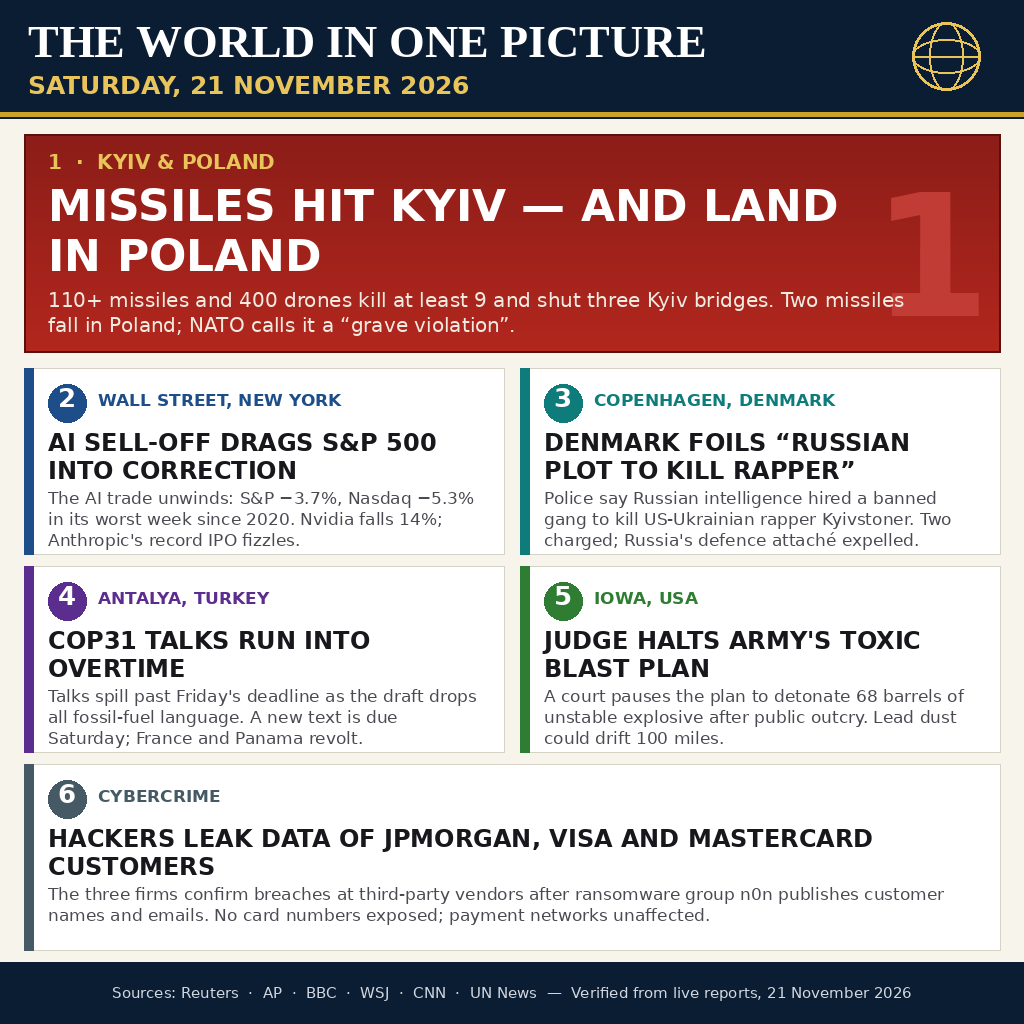 THE WORLD IN ONE PICTURE
SATURDAY, 21 NOVEMBER 2026
1 · KYIV & POLAND
MISSILES HIT KYIV — AND LAND
IN POLAND
1
110+ missiles and 400 drones kill at least 9 and shut three Kyiv bridges. Two missiles
fall in Poland; NATO calls it a “grave violation”.
2 WALL STREET, NEW YORK
AI SELL-OFF DRAGS S&P 500
INTO CORRECTION
The AI trade unwinds: S&P −3.7%, Nasdaq −5.3%
in its worst week since 2020. Nvidia falls 14%;
Anthropic's record IPO fizzles.
3 COPENHAGEN, DENMARK
DENMARK FOILS “RUSSIAN
PLOT TO KILL RAPPER”
Police say Russian intelligence hired a banned
gang to kill US-Ukrainian rapper Kyivstoner. Two
charged; Russia's defence attaché expelled.
4 ANTALYA, TURKEY
COP31 TALKS RUN INTO
OVERTIME
Talks spill past Friday's deadline as the draft drops
all fossil-fuel language. A new text is due
Saturday; France and Panama revolt.
5 IOWA, USA
JUDGE HALTS ARMY'S TOXIC
BLAST PLAN
A court pauses the plan to detonate 68 barrels of
unstable explosive after public outcry. Lead dust
could drift 100 miles.
6 CYBERCRIME
HACKERS LEAK DATA OF JPMORGAN, VISA AND MASTERCARD
CUSTOMERS
The three firms confirm breaches at third-party vendors after ransomware group n0n publishes customer
names and emails. No card numbers exposed; payment networks unaffected.
Sources: Reuters · AP · BBC · WSJ · CNN · UN News — Verified from live reports, 21 November 2026